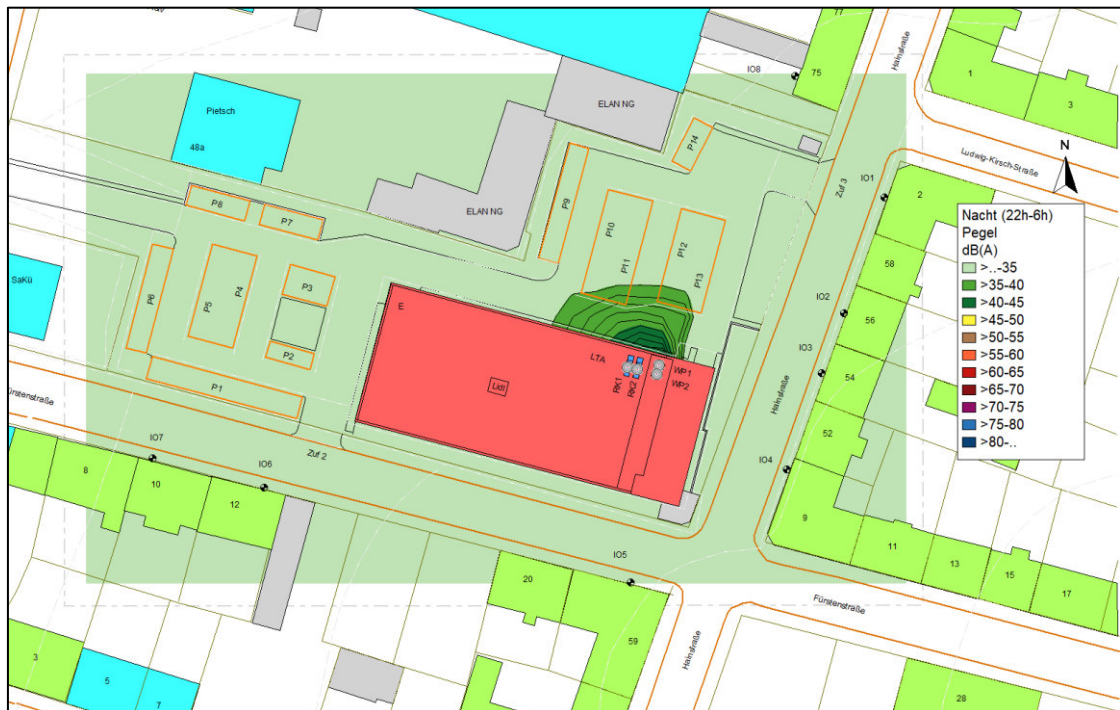 77
75
IO8
Hainstraße
1
3
Ludwig-Kirsch-Straße
N
Pietsch
48a
ELAN NG
P14
Zuf 3
IO1
2
ELAN NG
P9
P10
P11
P12
P13
P8
P7
SaKü
P6
P5
P4
P3
P2
P1
58
IO2
56
IO3
54
Hainstraße
52
IO4
9
11
13
15
17
E
LTA
RK1
RK2
WP1
WP2
Lidl
Fürstenstraße
Zuf 2
IO7
IO6
8
10
12
IO5
20
59
Hainstraße
Fürstenstraße
28
3
5
7
Nacht (22h-6h)
Pegel
dB(A)
>..-35
>35-40
>40-45
>45-50
>50-55
>55-60
>60-65
>65-70
>70-75
>75-80
>80-..